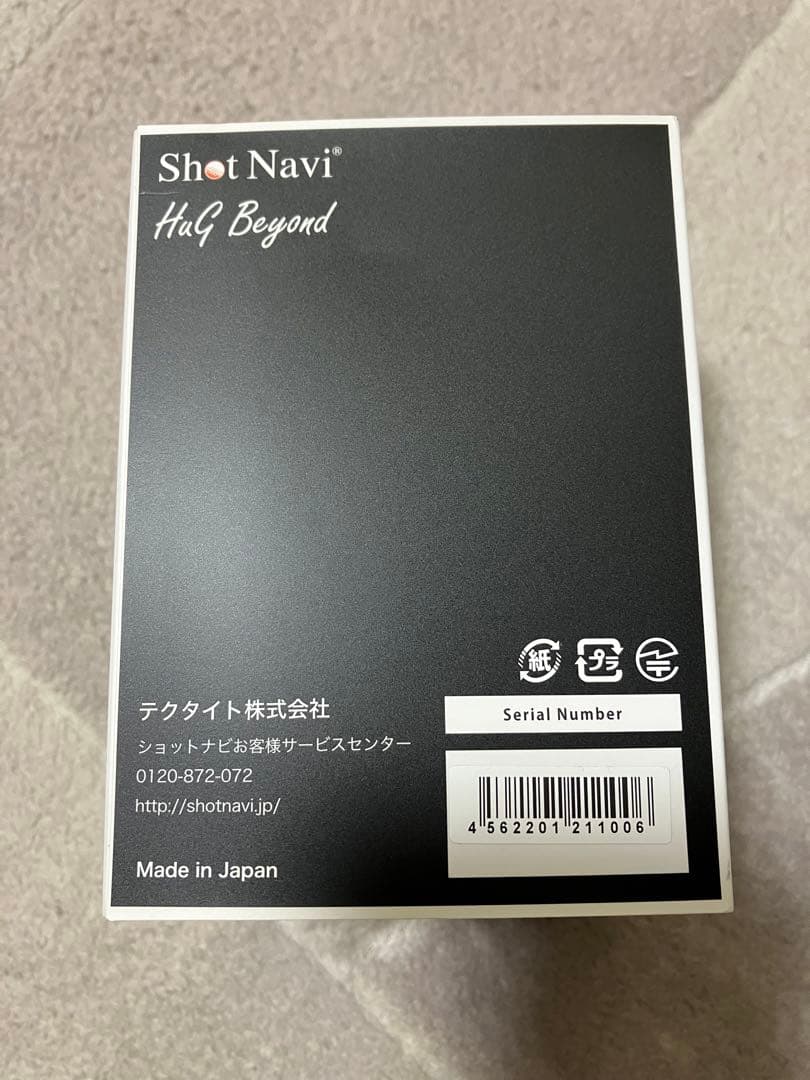 Shot Navi®
HuG Beyond
紙
プラ
テクタイト株式会社
ショットナビお客様サービスセンター
0120-872-072
http://shotnavi.jp/
Made in Japan
Serial Number
4 562201 211006